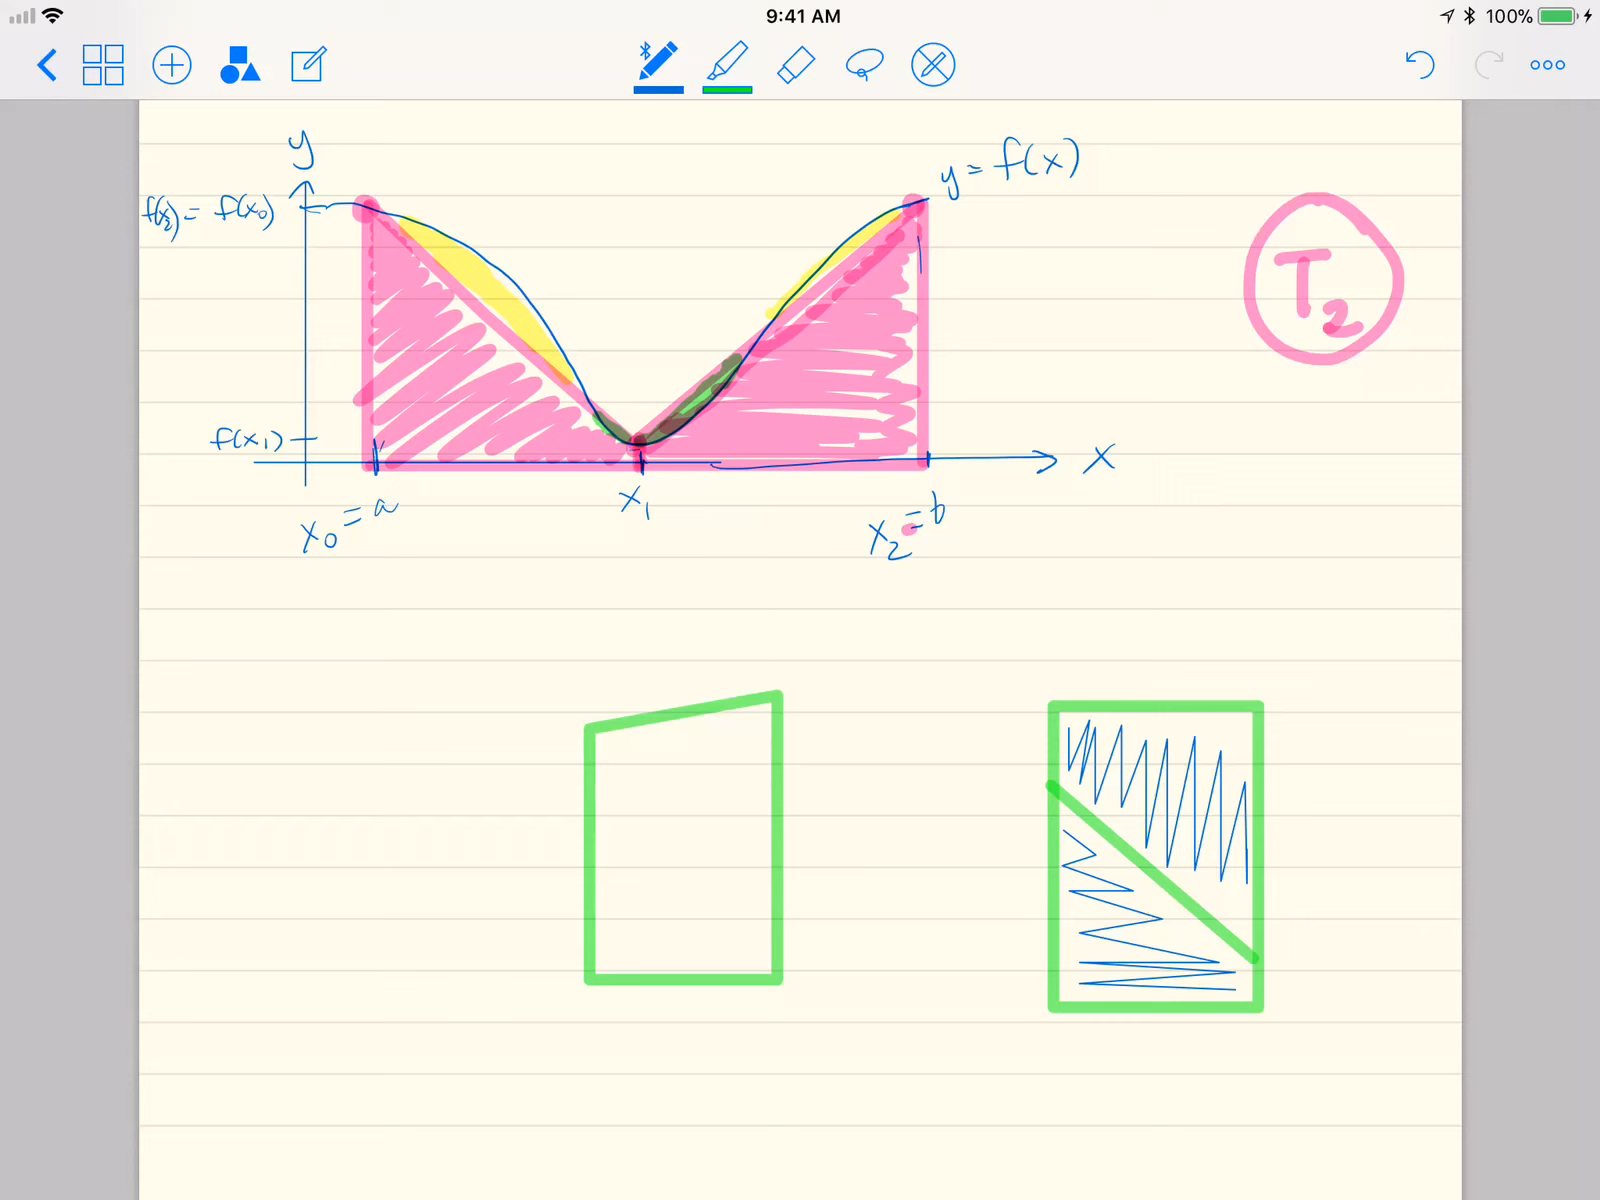 9:41 AM
100%
y
y = f(x)
f(x₂) = f(x₀)
T₂
f(x₁)
x
x₀ = a
x₁
x₂ = b